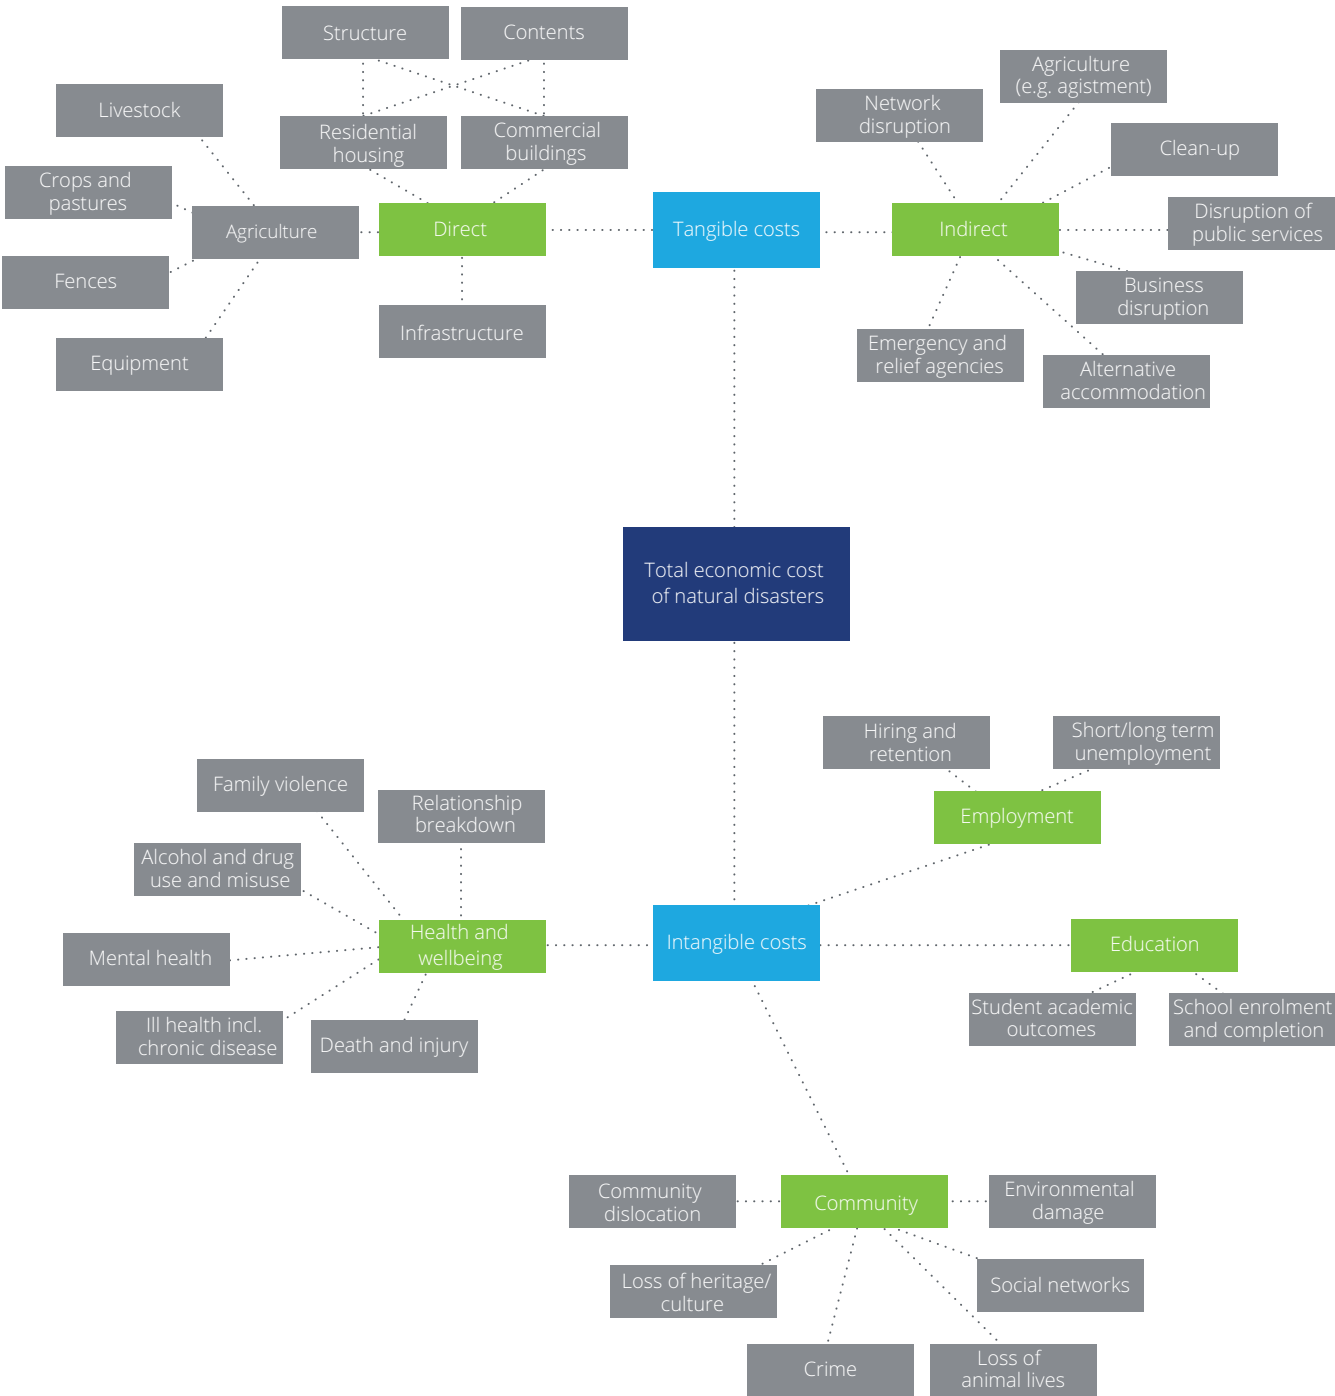 Structure
Contents
Livestock
Residential
housing
Commercial
buildings
Crops and
pastures
Agriculture
Direct
Fences
Infrastructure
Equipment
Tangible costs
Network
disruption
Agriculture
(e.g. agistment)
Clean-up
Indirect
Disruption of
public services
Business
disruption
Emergency and
relief agencies
Alternative
accommodation
Total economic cost
of natural disasters
Hiring and
retention
Short/long term
unemployment
Employment
Family violence
Relationship
breakdown
Alcohol and drug
use and misuse
Health and
wellbeing
Mental health
Ill health incl.
chronic disease
Death and injury
Intangible costs
Education
Student academic
outcomes
School enrolment
and completion
Community
dislocation
Community
Environmental
damage
Loss of heritage/
culture
Social networks
Crime
Loss of
animal lives